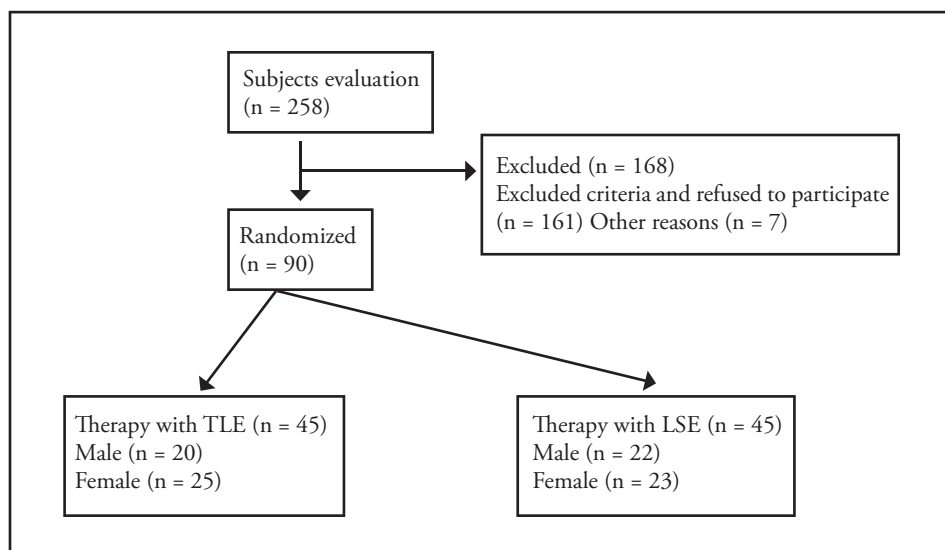 Subjects evaluation
(n = 258)
Excluded (n = 168)
Excluded criteria and refused to participate
(n = 161) Other reasons (n = 7)
Randomized
(n = 90)
Therapy with TLE (n = 45)
Male (n = 20)
Female (n = 25)
Therapy with LSE (n = 45)
Male (n = 22)
Female (n = 23)